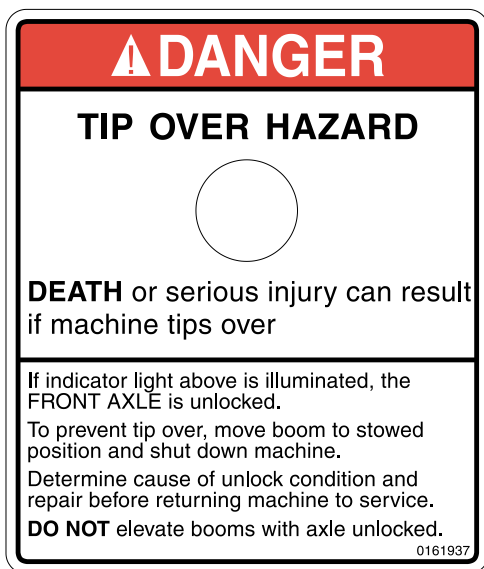 DANGER
TIP OVER HAZARD
DEATH or serious injury can result
if machine tips over
If indicator light above is illuminated, the
FRONT AXLE is unlocked.
To prevent tip over, move boom to stowed
position and shut down machine.
Determine cause of unlock condition and
repair before returning machine to service.
DO NOT elevate booms with axle unlocked.
0161937